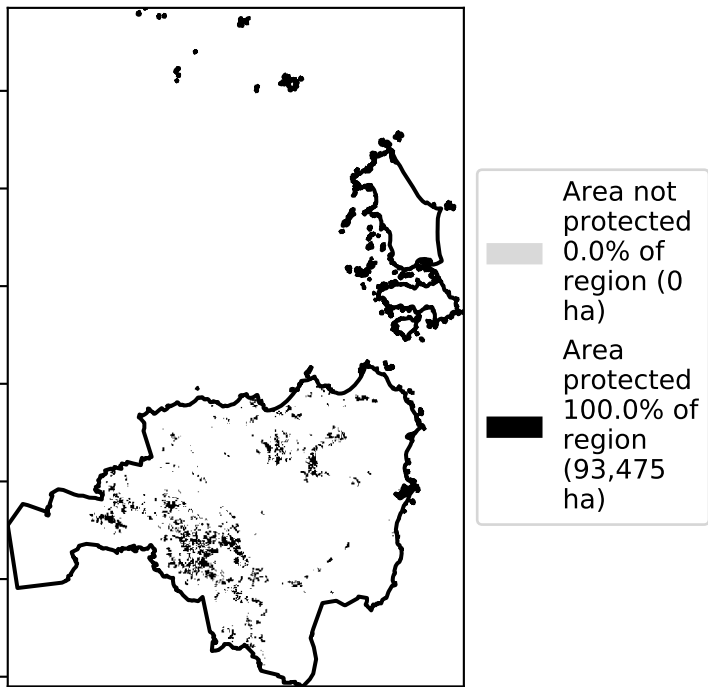 Area not
protected
0.0% of
region (0
ha)
Area
protected
100.0% of
region
(93,475
ha)